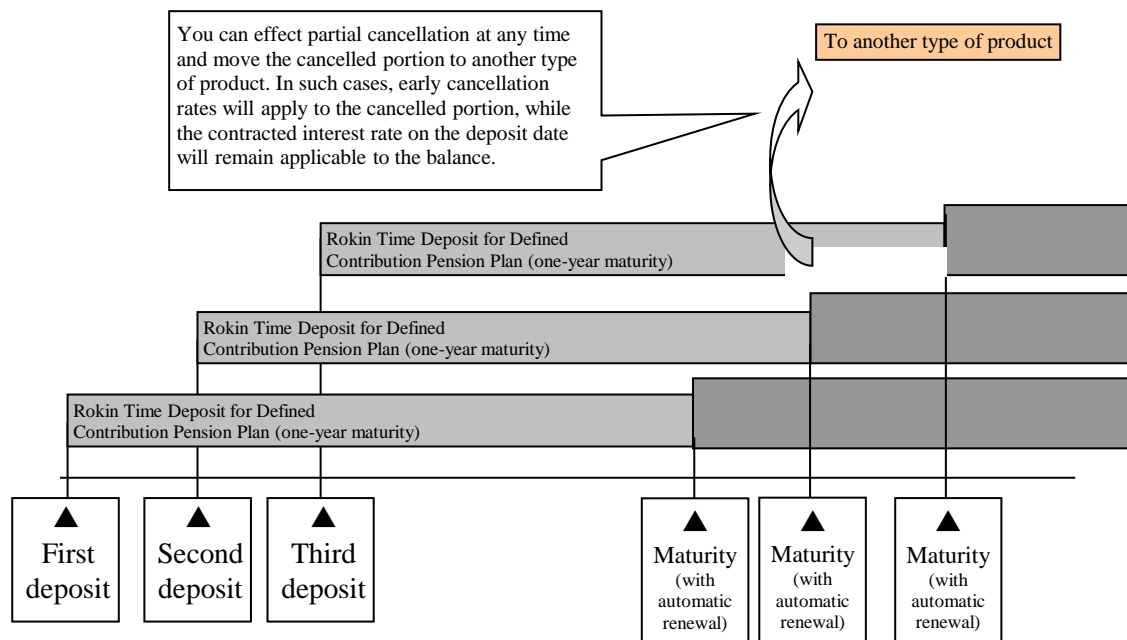 You can effect partial cancellation at any time
and move the cancelled portion to another type
of product. In such cases, early cancellation
rates will apply to the cancelled portion, while
the contracted interest rate on the deposit date
will remain applicable to the balance.
To another type of product
Rokin Time Deposit for Defined
Contribution Pension Plan (one-year maturity)
Rokin Time Deposit for Defined
Contribution Pension Plan (one-year maturity)
Rokin Time Deposit for Defined
Contribution Pension Plan (one-year maturity)
First
deposit
Second
deposit
Third
deposit
Maturity
(with
automatic
renewal)
Maturity
(with
automatic
renewal)
Maturity
(with
automatic
renewal)